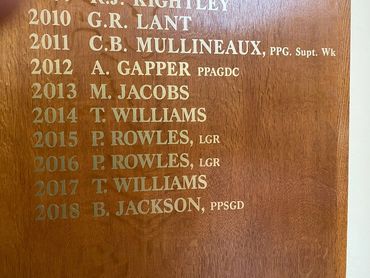 R.J. KIGHTLEY
2010 G.R. LANT
2011 C.B. MULLINEAUX, PPG. Supt. Wk
2012 A. GAPPER PPAGDC
2013 M. JACOBS
2014 T. WILLIAMS
2015 P. ROWLES, LGR
2016 P. ROWLES, LGR
2017 T. WILLIAMS
2018 B. JACKSON, PPSGD